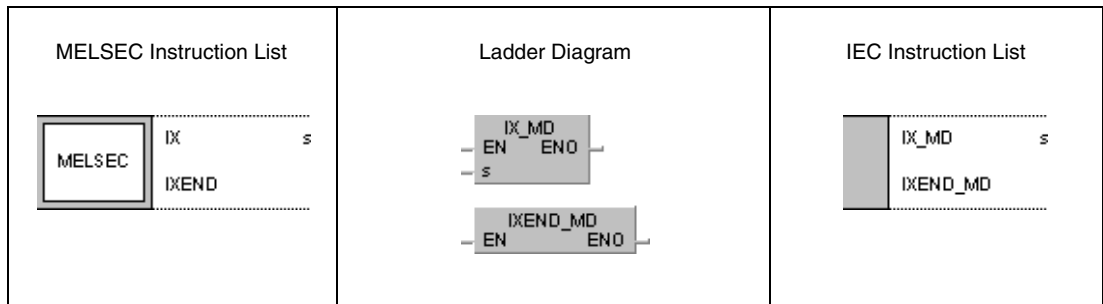 MELSEC Instruction List
MELSEC
IX s
IXEND
Ladder Diagram
IX_MD
EN ENO
s
IXEND_MD
EN ENO
IEC Instruction List
IX_MD s
IXEND_MD